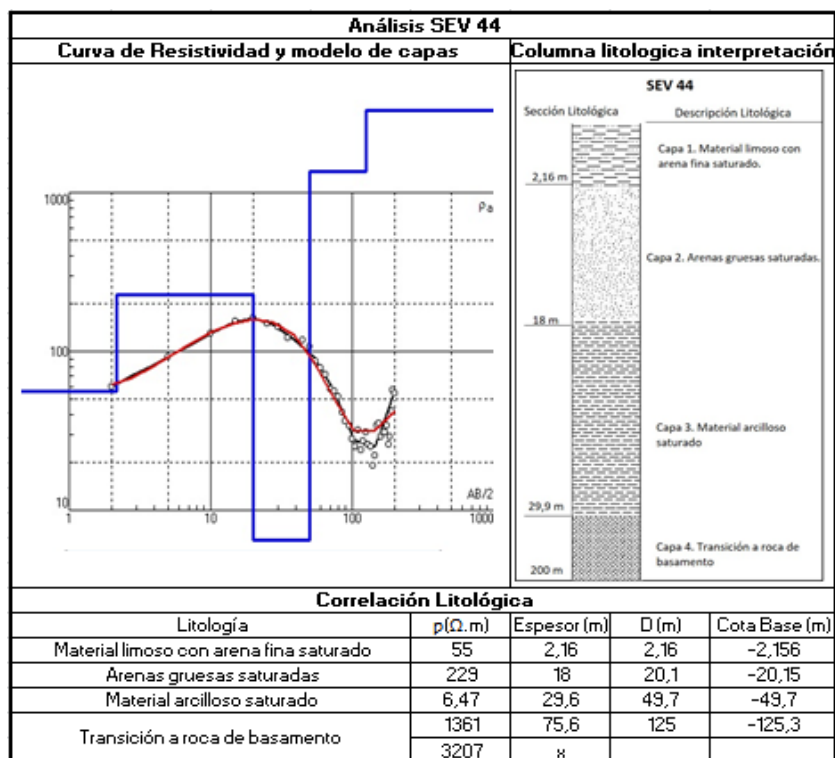 Análisis SEV 44
Curva de Resistividad y modelo de capas
Columna litologica interpretación
1000
Pa
100
10
AB/2
1
10
100
1000
SEV 44
Sección Litológica
Descripción Litológica
Capa 1. Material limoso con
arena fina saturado.
2,16 m
Capa 2. Arenas gruesas saturadas.
18 m
Capa 3. Material arcilloso
saturado
29,9 m
Capa 4. Transición a roca de
basamento
200 m
Correlación Litológica
Litología ρ(Ω.m) Espesor (m) D (m) Cota Base (m)
Material limoso con arena fina saturado 55 2,16 2,16 -2,156
Arenas gruesas saturadas 229 18 20,1 -20,15
Material arcilloso saturado 6,47 29,6 49,7 -49,7
Transición a roca de basamento 1361 75,6 125 -125,3
3207 ∞